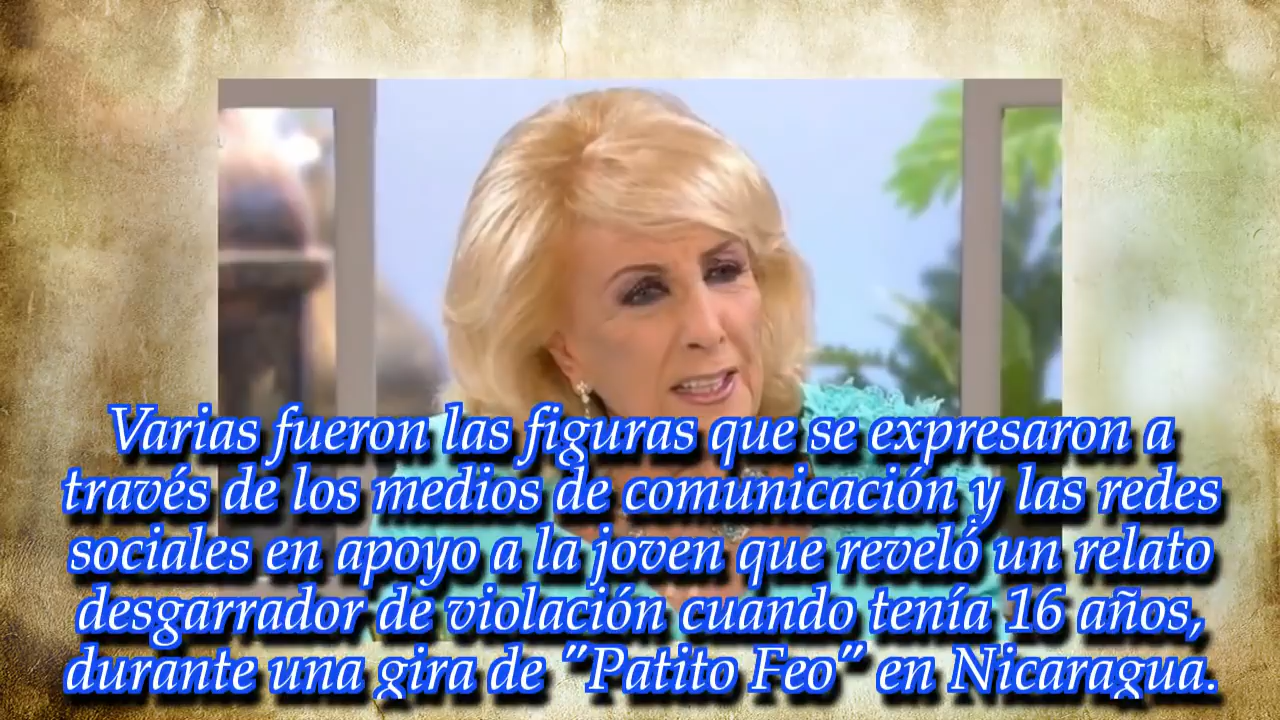 Varias fueron las figuras que se expresaron a
través de los medios de comunicación y las redes
sociales en apoyo a la joven que reveló un relato
desgarrador de violación cuando tenía 16 años,
durante una gira de "Patito Feo" en Nicaragua.